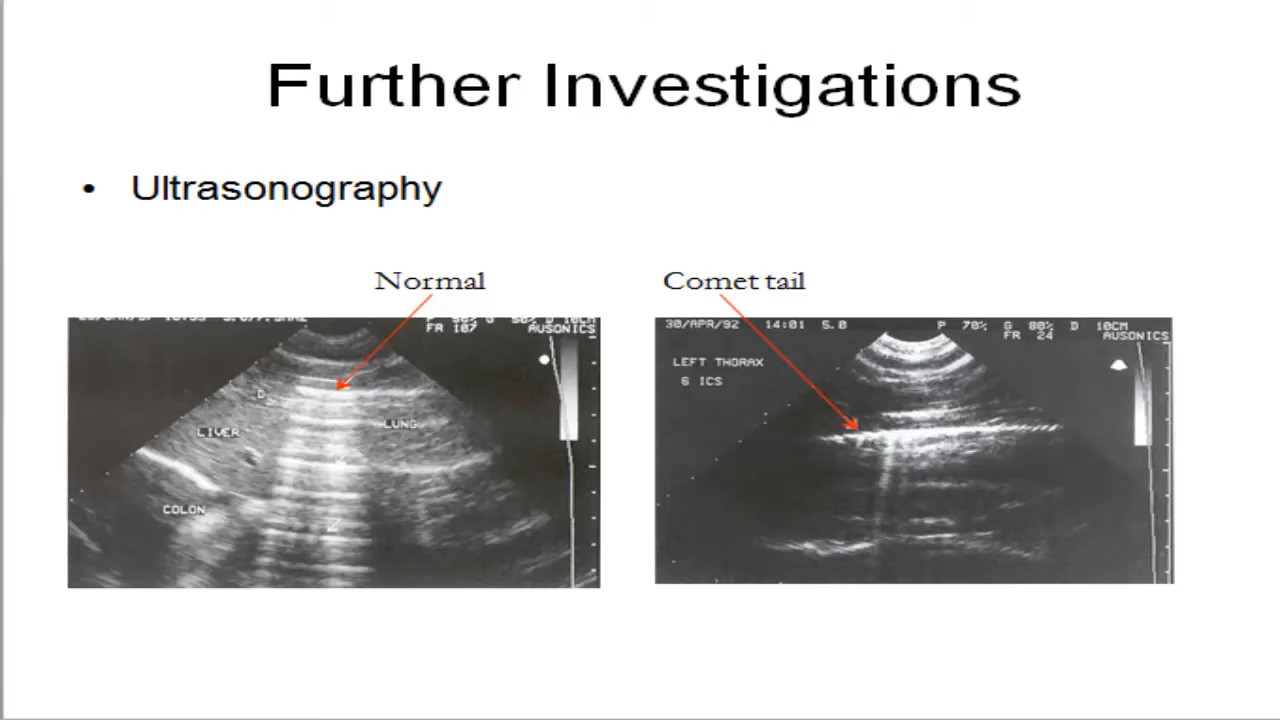 Further Investigations
• Ultrasonography
Normal
Comet tail
FR 107
AUSONICS
D
LIVER
LUNG
COLON
30/APR/92 14:01 5.0 P 70% G 80% D 10CM
FR 24
AUSONICS
LEFT THORAX
6 ICS